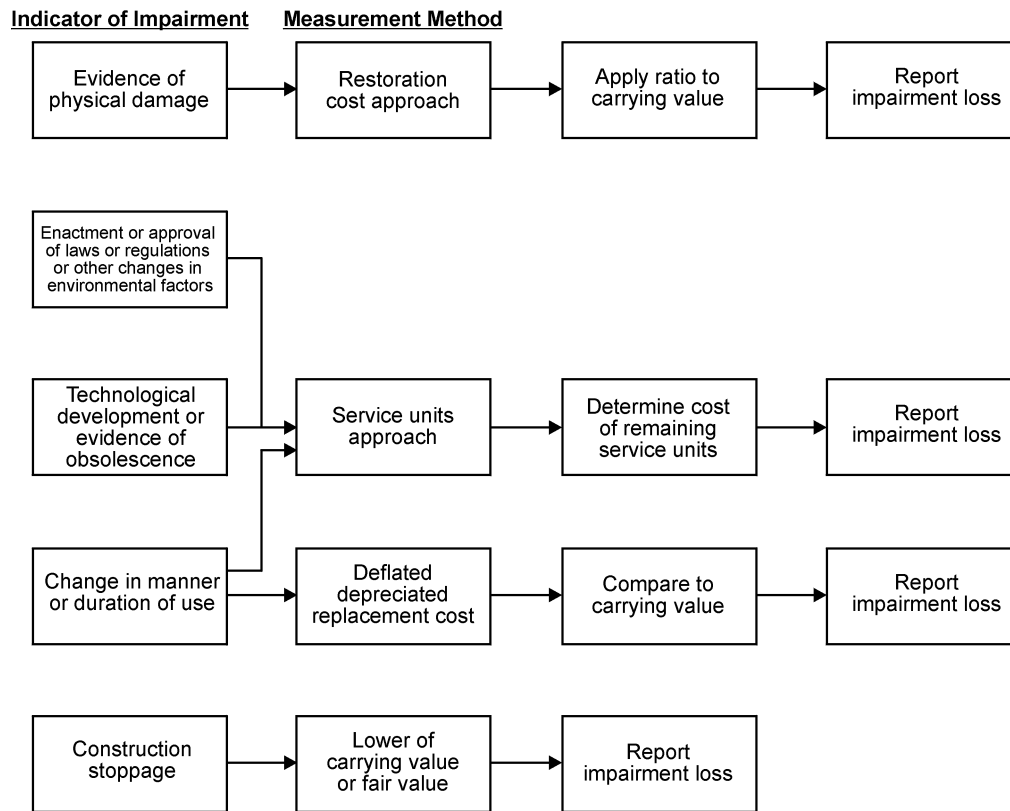 Indicator of Impairment
Measurement Method
Evidence of
physical damage
Restoration
cost approach
Apply ratio to
carrying value
Report
impairment loss
Enactment or approval
of laws or regulations
or other changes in
environmental factors
Technological
development or
evidence of
obsolescence
Service units
approach
Determine cost
of remaining
service units
Report
impairment loss
Change in manner
or duration of use
Deflated
depreciated
replacement cost
Compare to
carrying value
Report
impairment loss
Construction
stoppage
Lower of
carrying value
or fair value
Report
impairment loss